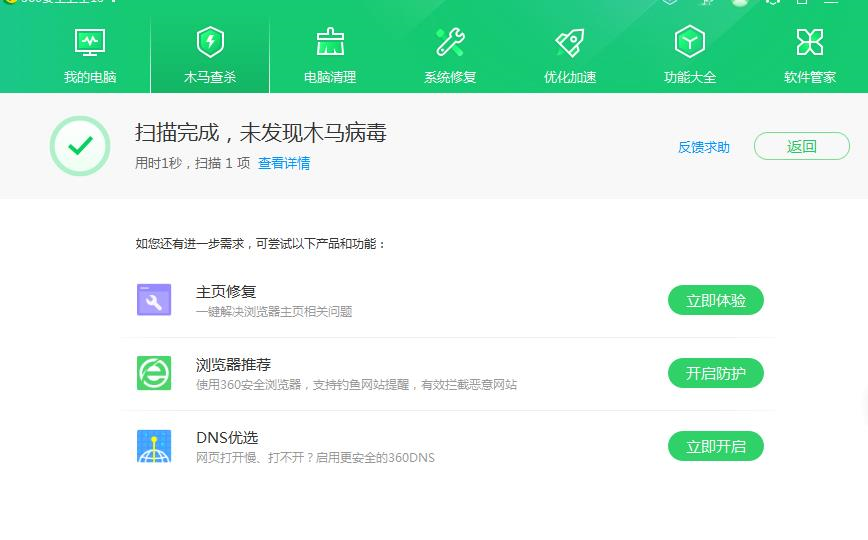 我的电脑
木马查杀
电脑清理
系统修复
优化加速
功能大全
软件管家
扫描完成，未发现木马病毒
用时1秒，扫描 1 项 查看详情
反馈求助
返回
如您还有进一步需求，可尝试以下产品和功能：
主页修复
一键解决浏览器主页相关问题
立即体验
浏览器推荐
使用360安全浏览器，支持钓鱼网站提醒，有效拦截恶意网站
开启防护
DNS优选
网页打开慢、打不开？启用更安全的360DNS
立即开启